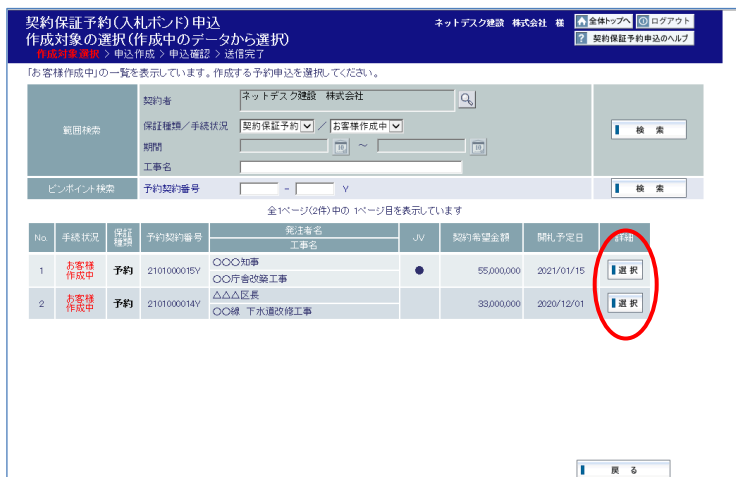 契約保証予約(入札ボンド)申込
ネットデスク建設 株式会社 様
全体トップへ
ログアウト
作成対象の選択(作成中のデータから選択)
? 契約保証予約申込のヘルプ
作成対象選択 > 申込作成 > 申込確認 > 送信完了
「お客様作成中」の一覧を表示しています。作成する予約申込を選択してください。
範囲検索
契約者 ネットデスク建設 株式会社
保証種類/手続状況 契約保証予約 / お客様作成中
期間 ~
工事名
検 索
ピンポイント検索 予約契約番号 - Y 検 索
全1ページ(2件)中の 1ページ目を表示しています
No. 手続状況 保証種類 予約契約番号 発注者名 工事名 JV 契約希望金額 開札予定日 詳細
1 お客様作成中 予約 2101000015Y 〇〇〇知事 ● 55,000,000 2021/01/15 選 択
〇〇庁舎改築工事
2 お客様作成中 予約 2101000014Y △△△区長 33,000,000 2020/12/01 選 択
〇〇線 下水道改修工事
戻 る